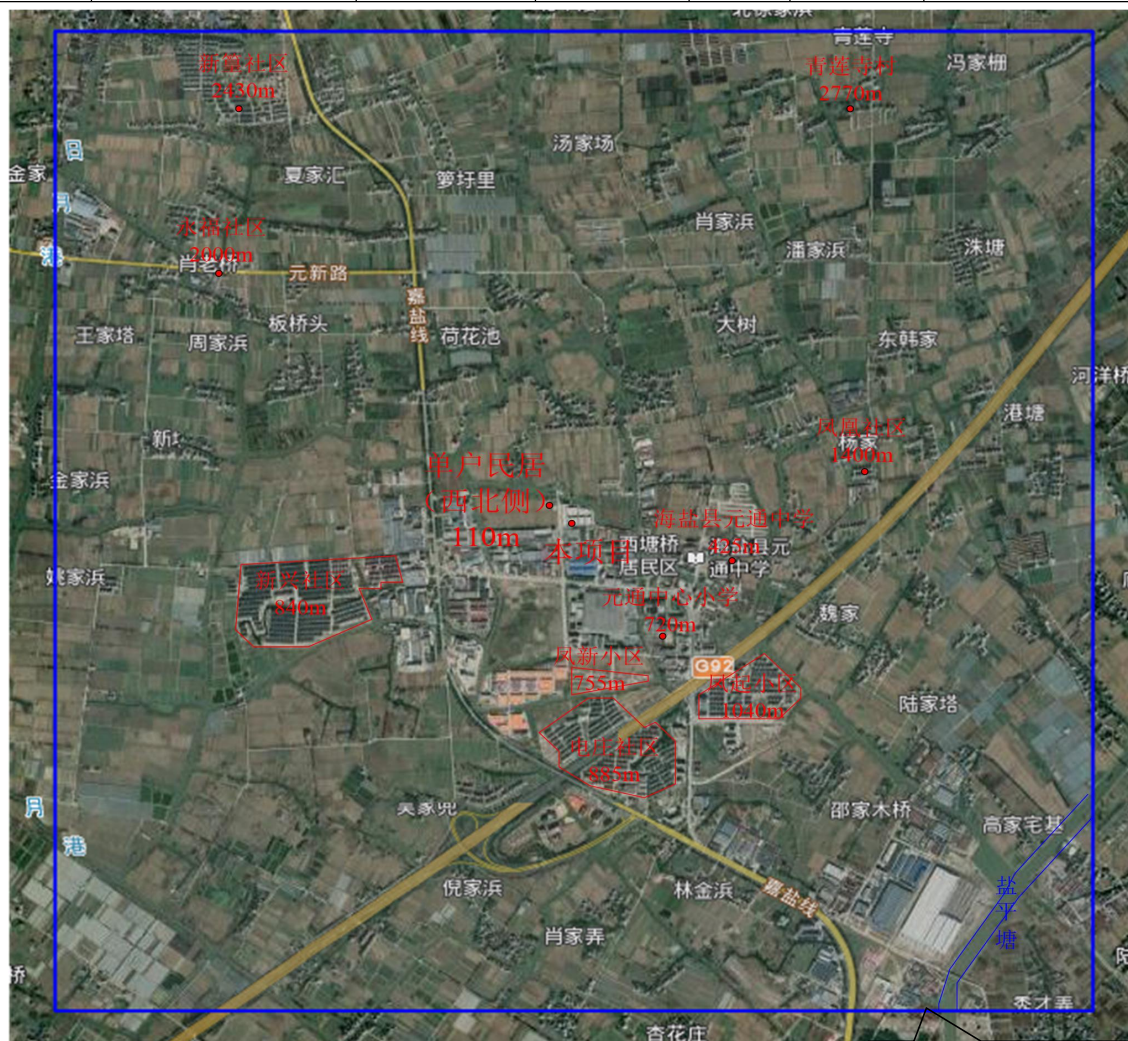 青莲寺
新曾社区
2430m
青莲寺村
2770m
冯家栅
汤家场
日
月
港
金家
夏家汇
箩圩里
肖家浜
潘家浜
洙塘
永福社区
2000m
肖老桥
元新路
嘉盐线
王家塔
周家浜
板桥头
荷花池
大树
东韩家
河洋桥
港塘
凤凰社区
杨家
1400m
金家浜
单户民居
(西北侧)
110m
本项目
海盐县元通中学
425m
西塘桥
居民区
海盐县元
通中学
姚家浜
新兴社区
840m
元通中心小学
720m
魏家
凤新小区
755m
G92
凤起小区
1040m
陆家塔
电庄社区
885m
月
港
吴家兜
邵家木桥
高家宅基
倪家浜
林金浜
嘉盐线
盐平塘
肖家弄
桥
秃才弄
杏花庄